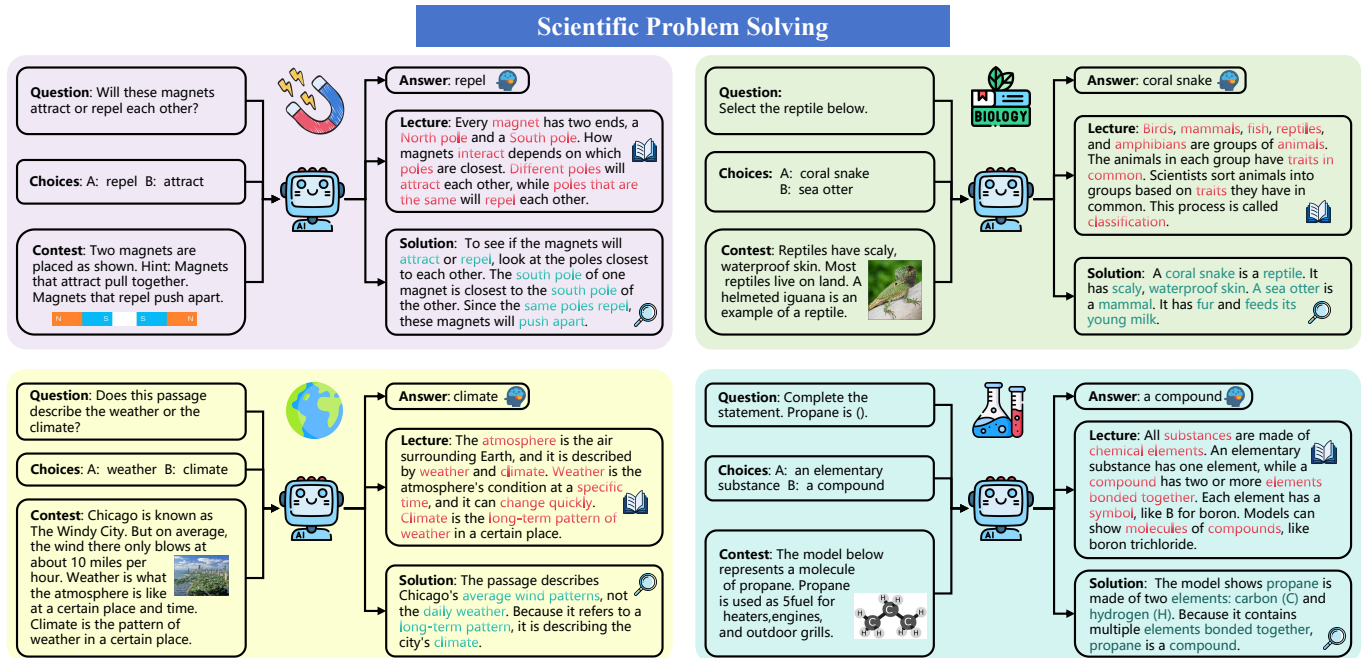 Scientific Problem Solving
Question: Will these magnets
attract or repel each other?
Choices: A: repel B: attract
Contest: Two magnets are
placed as shown. Hint: Magnets
that attract pull together.
Magnets that repel push apart.
N S S N
AI
Answer: repel
Lecture: Every magnet has two ends, a
North pole and a South pole. How
magnets interact depends on which
poles are closest. Different poles will
attract each other, while poles that are
the same will repel each other.
Solution: To see if the magnets will
attract or repel, look at the poles closest
to each other. The south pole of one
magnet is closest to the south pole of
the other. Since the same poles repel,
these magnets will push apart.
Question:
Select the reptile below.
Choices: A: coral snake
B: sea otter
Contest: Reptiles have scaly,
waterproof skin. Most
reptiles live on land. A
helmeted iguana is an
example of a reptile.
BIOLOGY
AI
Answer: coral snake
Lecture: Birds, mammals, fish, reptiles,
and amphibians are groups of animals.
The animals in each group have traits in
common. Scientists sort animals into
groups based on traits they have in
common. This process is called
classification.
Solution: A coral snake is a reptile. It
has scaly, waterproof skin. A sea otter is
a mammal. It has fur and feeds its
young milk.
Question: Does this passage
describe the weather or the
climate?
Choices: A: weather B: climate
Contest: Chicago is known as
The Windy City. But on average,
the wind there only blows at
about 10 miles per
hour. Weather is what
the atmosphere is like
at a certain place and time.
Climate is the pattern of
weather in a certain place.
AI
Answer: climate
Lecture: The atmosphere is the air
surrounding Earth, and it is described
by weather and climate. Weather is the
atmosphere's condition at a specific
time, and it can change quickly.
Climate is the long-term pattern of
weather in a certain place.
Solution: The passage describes
Chicago's average wind patterns, not
the daily weather. Because it refers to a
long-term pattern, it is describing the
city's climate.
Question: Complete the
statement. Propane is ().
Choices: A: an elementary
substance B: a compound
Contest: The model below
represents a molecule
of propane. Propane
is used as 5fuel for
heaters,engines,
and outdoor grills.
H H H H H H H H
C C C
AI
Answer: a compound
Lecture: All substances are made of
chemical elements. An elementary
substance has one element, while a
compound has two or more elements
bonded together. Each element has a
symbol, like B for boron. Models can
show molecules of compounds, like
boron trichloride.
Solution: The model shows propane is
made of two elements: carbon (C) and
hydrogen (H). Because it contains
multiple elements bonded together,
propane is a compound.